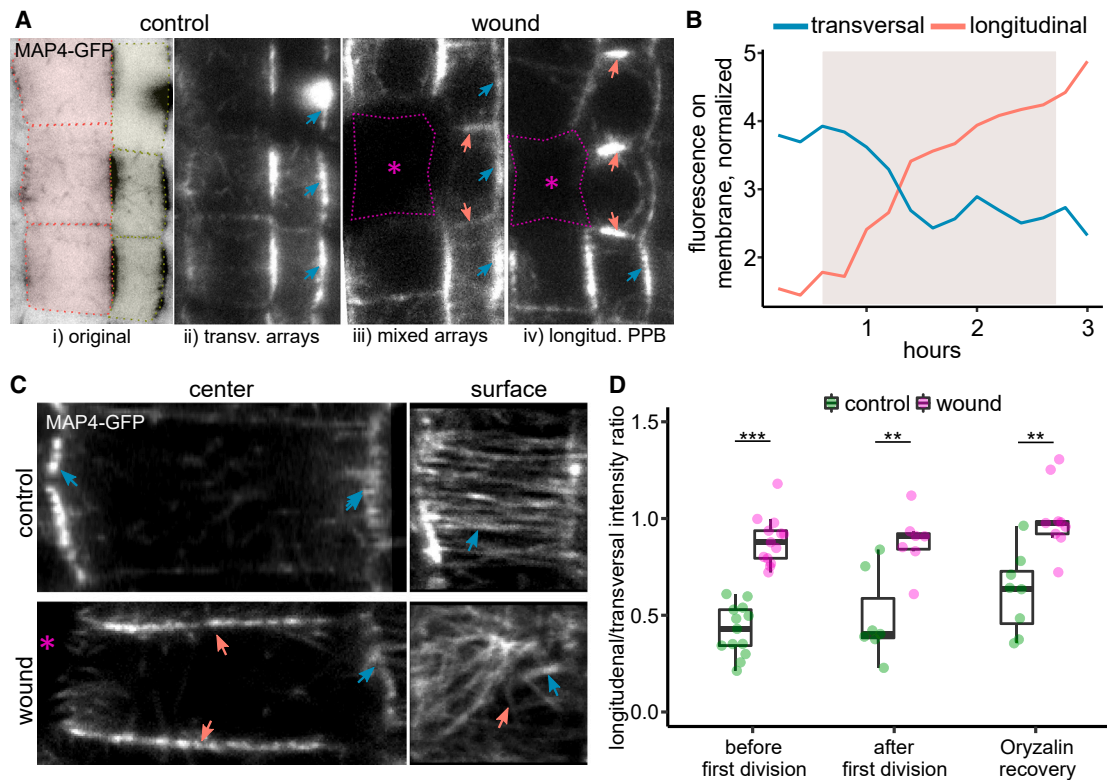 A
control
wound
MAP4-GFP
*
*
i) original
ii) transv. arrays
iii) mixed arrays
iv) longitud. PPB
B
transversal
longitudinal
fluorescence on
membrane, normalized
5
4
3
2
1
2
3
hours
C
center
surface
MAP4-GFP
control
wound
*
D
control
wound
longitudenal/transversal intensity ratio
1.5
1.0
0.5
0.0
***
**
**
before
first division
after
first division
Oryzalin
recovery